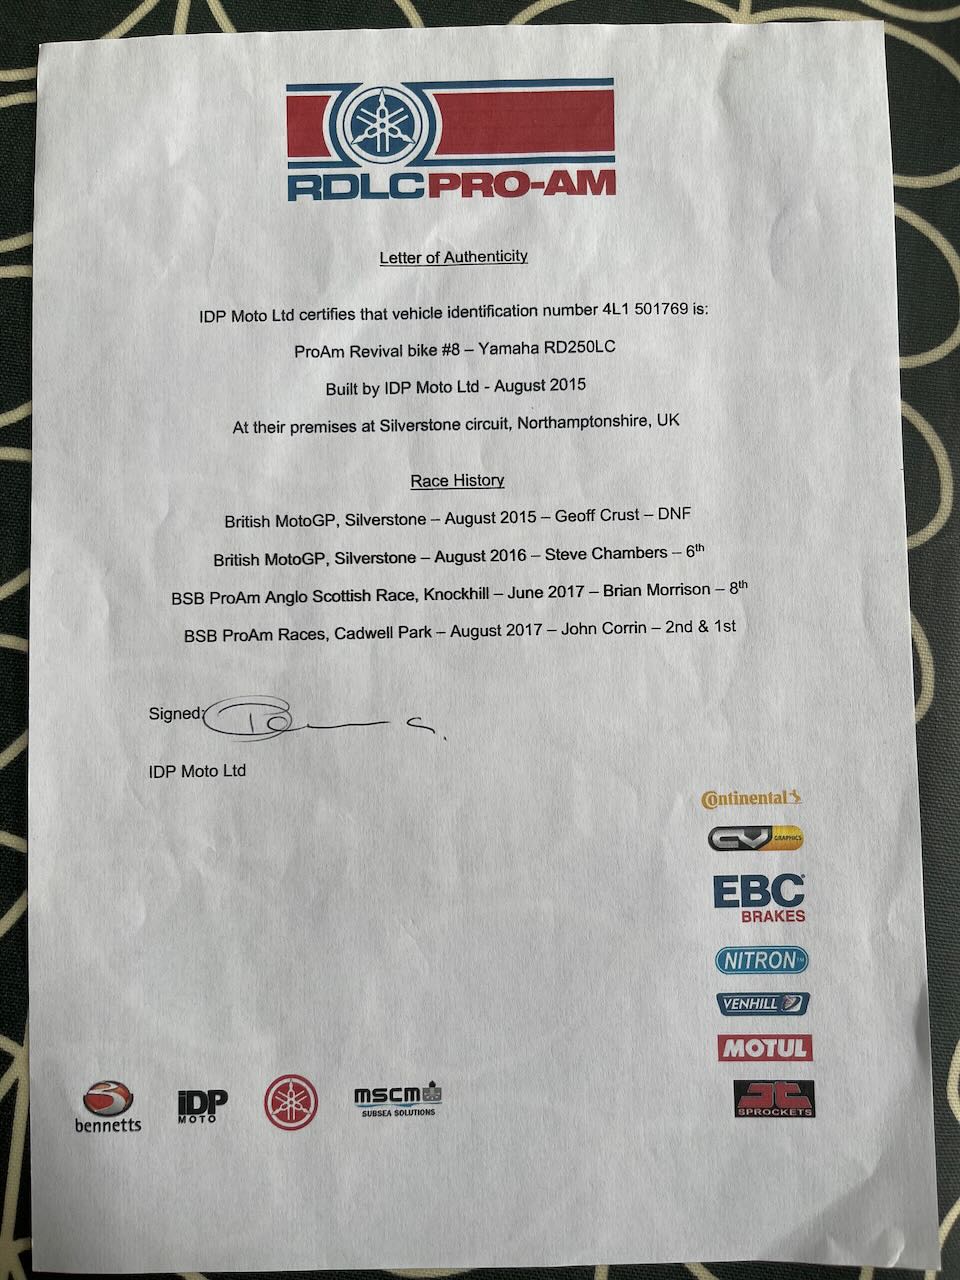 RDLC PRO-AM
Letter of Authenticity
IDP Moto Ltd certifies that vehicle identification number 4L1 501769 is:
ProAm Revival bike #8 – Yamaha RD250LC
Built by IDP Moto Ltd - August 2015
At their premises at Silverstone circuit, Northamptonshire, UK
Race History
British MotoGP, Silverstone – August 2015 – Geoff Crust – DNF
British MotoGP, Silverstone – August 2016 – Steve Chambers – 6th
BSB ProAm Anglo Scottish Race, Knockhill – June 2017 – Brian Morrison – 8th
BSB ProAm Races, Cadwell Park – August 2017 – John Corrin – 2nd & 1st
Signed:
IDP Moto Ltd
Continental
CV GRAPHICS
EBC
BRAKES
NITRON
VENHILL
MOTUL
JT
SPROCKETS
bennetts
iDP
MOTO
mscm
SUBSEA SOLUTIONS